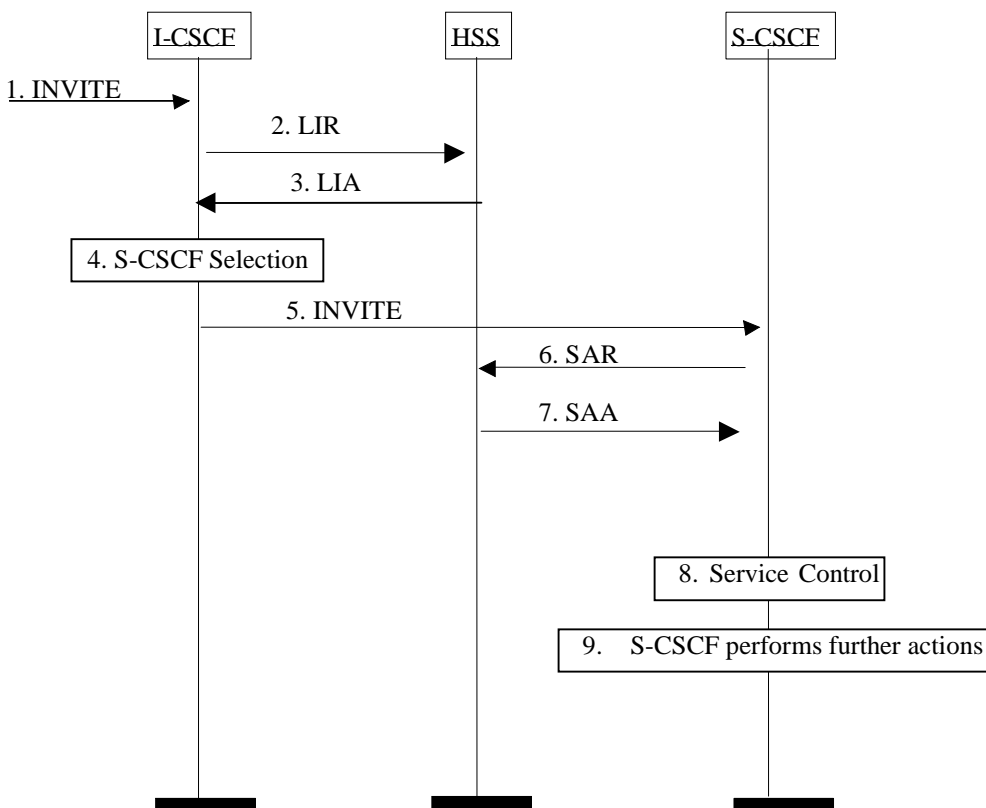 I-CSCF
HSS
S-CSCF
1. INVITE
2. LIR
3. LIA
4. S-CSCF Selection
5. INVITE
6. SAR
7. SAA
8. Service Control
9. S-CSCF performs further actions